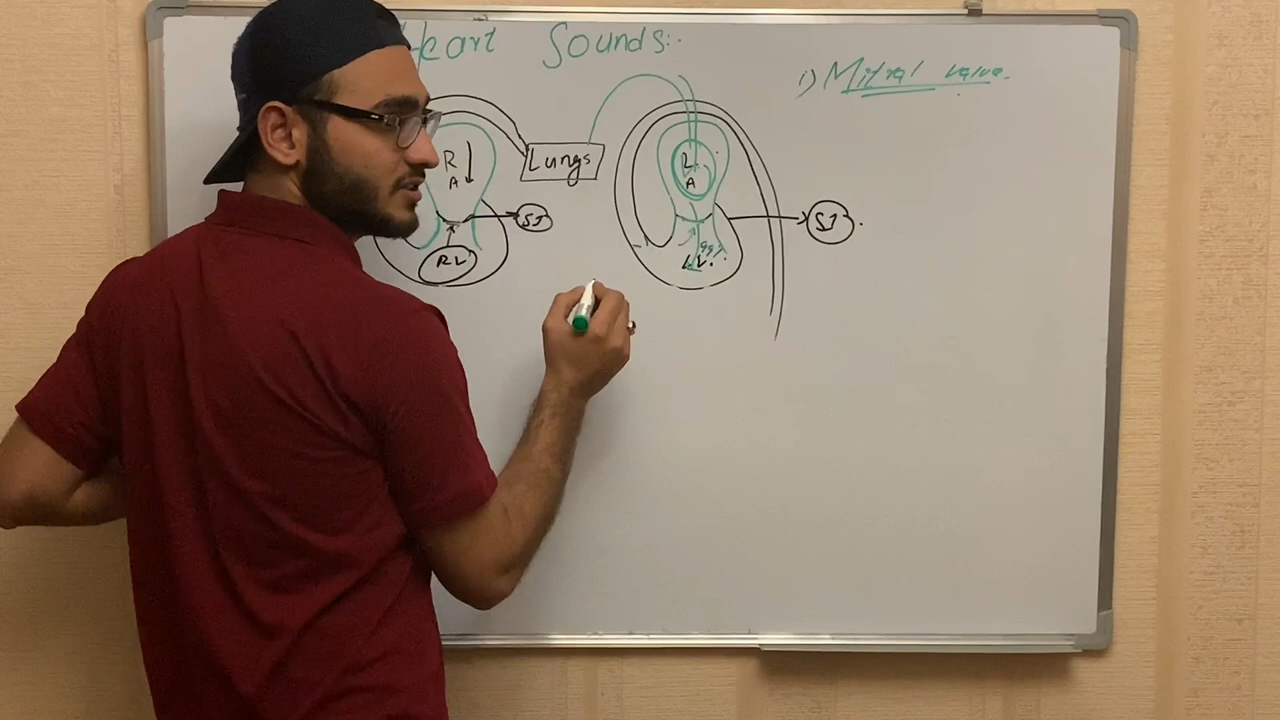 Heart Sounds:-
1) Mitral valve.
R
A
Lungs
L
A
S1
S1
RV
LV.